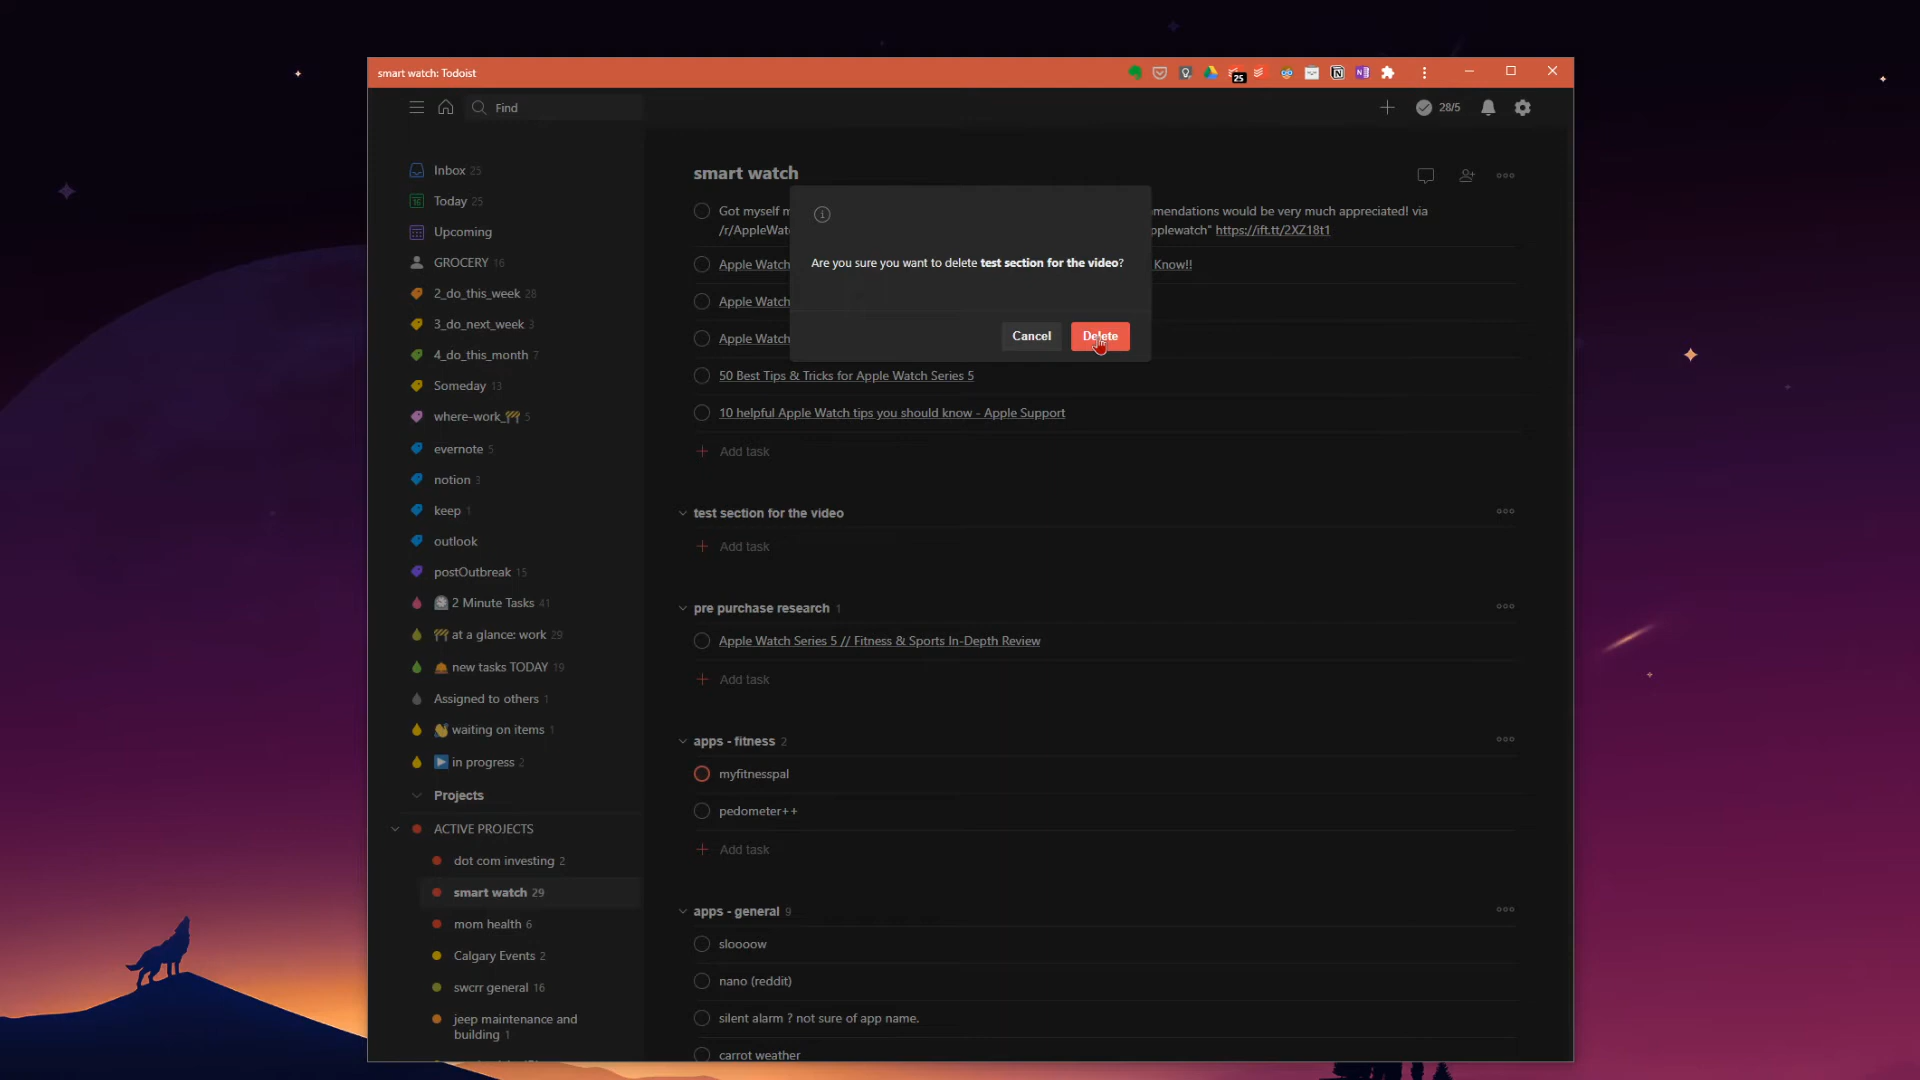 smart watch: Todoist
25
Find
28/5
Inbox 25
Today 25
Upcoming
GROCERY 16
2_do_this_week 28
3_do_next_week 3
4_do_this_month 7
Someday 13
where-work_🚧 5
evernote 5
notion 3
keep 1
outlook
postOutbreak 15
2 Minute Tasks 41
🚧 at a glance: work 29
🛎 new tasks TODAY 19
Assigned to others 1
👋 waiting on items 1
▶ in progress 2
Projects
ACTIVE PROJECTS
dot com investing 2
smart watch 29
mom health 6
Calgary Events 2
swcrr general 16
jeep maintenance and
building 1
smart watch
Got myself m
mendations would be very much appreciated! via
/r/AppleWat
pplewatch" https://ift.tt/2XZ18t1
Apple Watch
Know!!
Apple Watch
Apple Watch
50 Best Tips & Tricks for Apple Watch Series 5
10 helpful Apple Watch tips you should know - Apple Support
Add task
Are you sure you want to delete test section for the video?
Cancel
Delete
test section for the video
Add task
pre purchase research 1
Apple Watch Series 5 // Fitness & Sports In-Depth Review
Add task
apps - fitness 2
myfitnesspal
pedometer++
Add task
apps - general 9
sloooow
nano (reddit)
silent alarm ? not sure of app name.
carrot weather